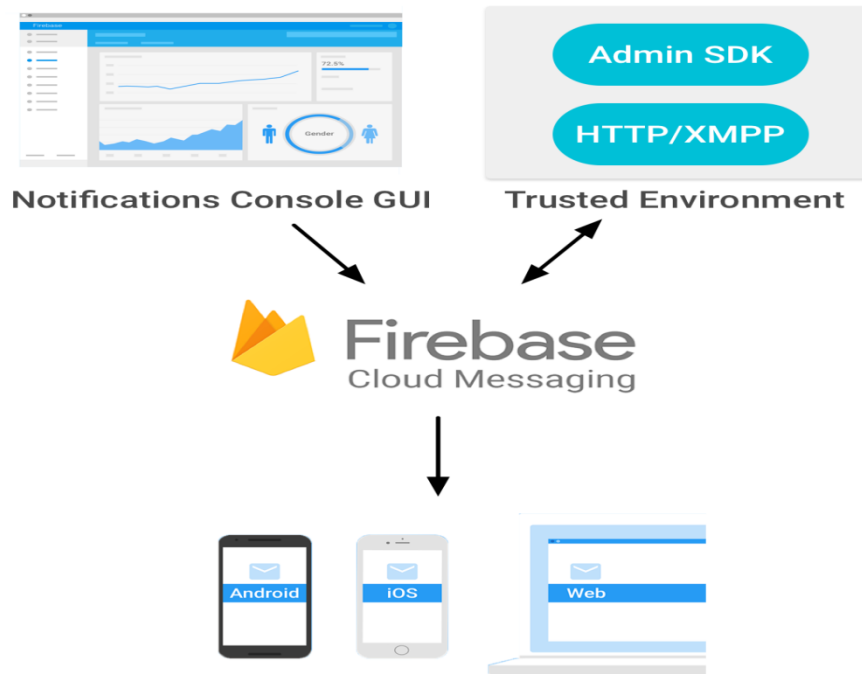 Firebase
72.5%
Gender
Admin SDK
HTTP/XMPP
Notifications Console GUI
Trusted Environment
Firebase
Cloud Messaging
Android
iOS
Web